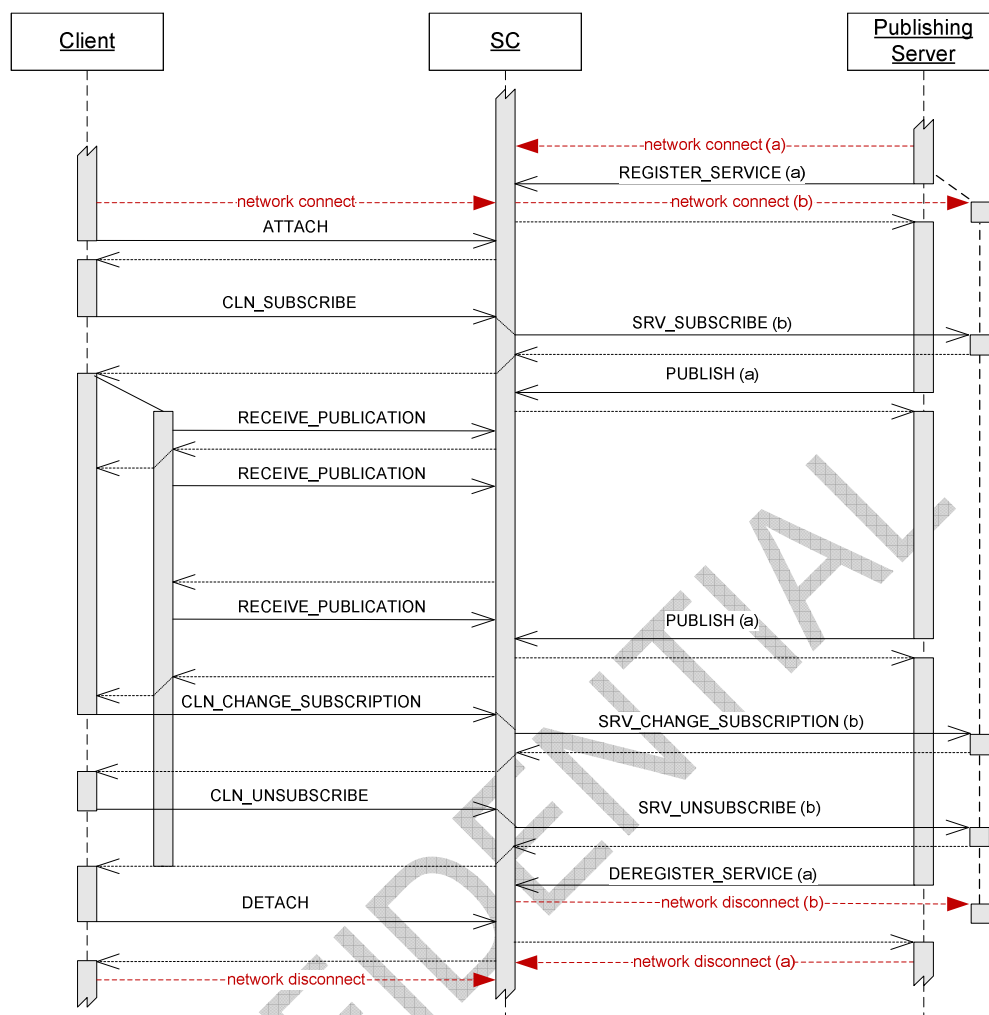 Client
SC
Publishing
Server
network connect (a)
REGISTER_SERVICE (a)
network connect
network connect (b)
ATTACH
CLN_SUBSCRIBE
SRV_SUBSCRIBE (b)
PUBLISH (a)
RECEIVE_PUBLICATION
RECEIVE_PUBLICATION
RECEIVE_PUBLICATION
PUBLISH (a)
CLN_CHANGE_SUBSCRIPTION
SRV_CHANGE_SUBSCRIPTION (b)
CLN_UNSUBSCRIBE
SRV_UNSUBSCRIBE (b)
DEREGISTER_SERVICE (a)
DETACH
network disconnect (b)
network disconnect (a)
network disconnect
FIDENTIAL